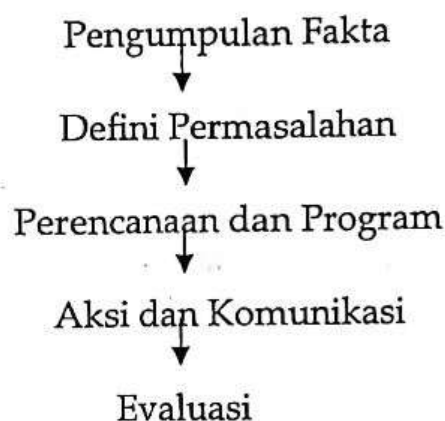 Pengumpulan Fakta
Defini Permasalahan
Perencanaan dan Program
Aksi dan Komunikasi
Evaluasi